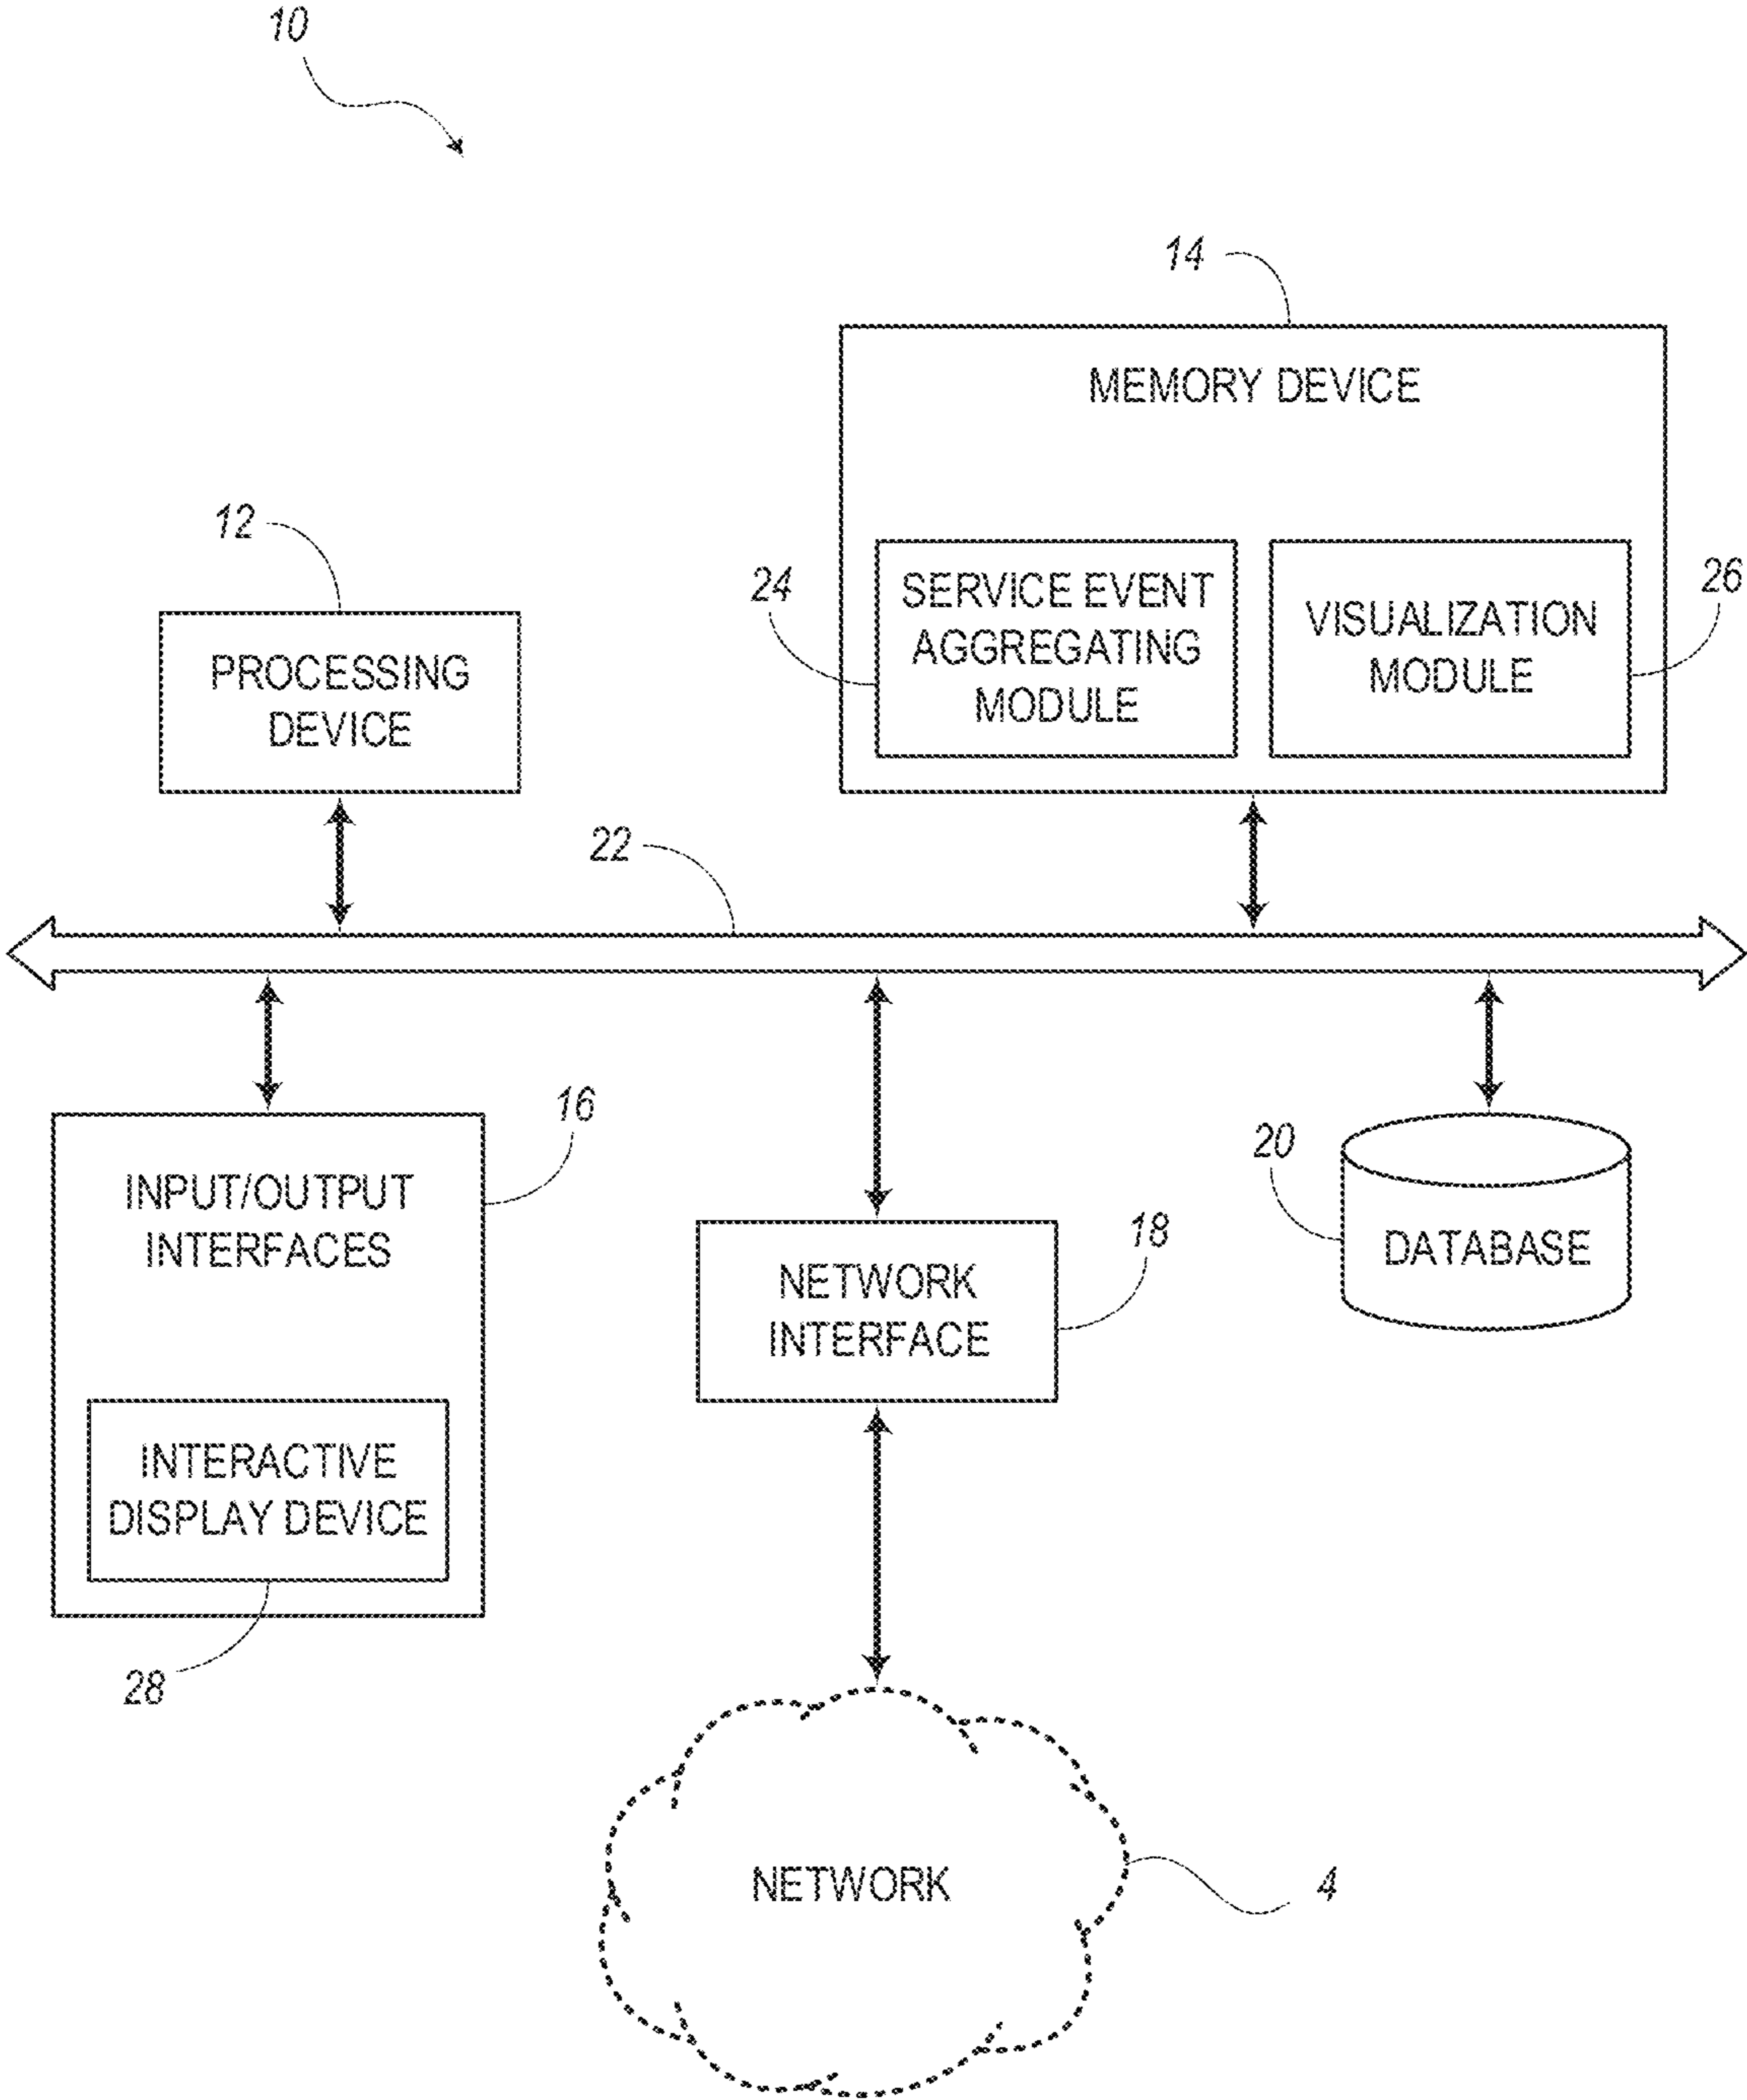 10
14
MEMORY DEVICE
12
PROCESSING
DEVICE
24
SERVICE EVENT
AGGREGATING
MODULE
VISUALIZATION
MODULE
26
22
16
INPUT/OUTPUT
INTERFACES
INTERACTIVE
DISPLAY DEVICE
28
18
NETWORK
INTERFACE
20
DATABASE
NETWORK
4